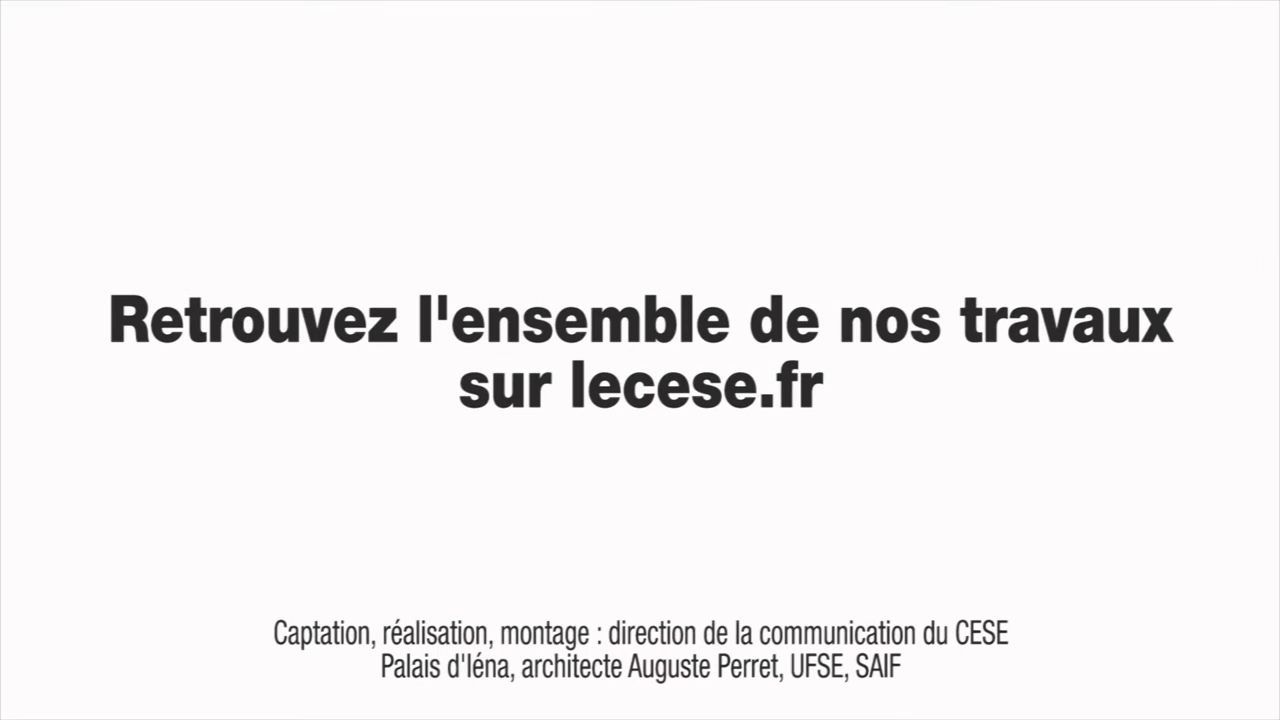 Retrouvez l'ensemble de nos travaux
sur lecese.fr
Captation, réalisation, montage : direction de la communication du CESE
Palais d'Iéna, architecte Auguste Perret, UFSE, SAIF